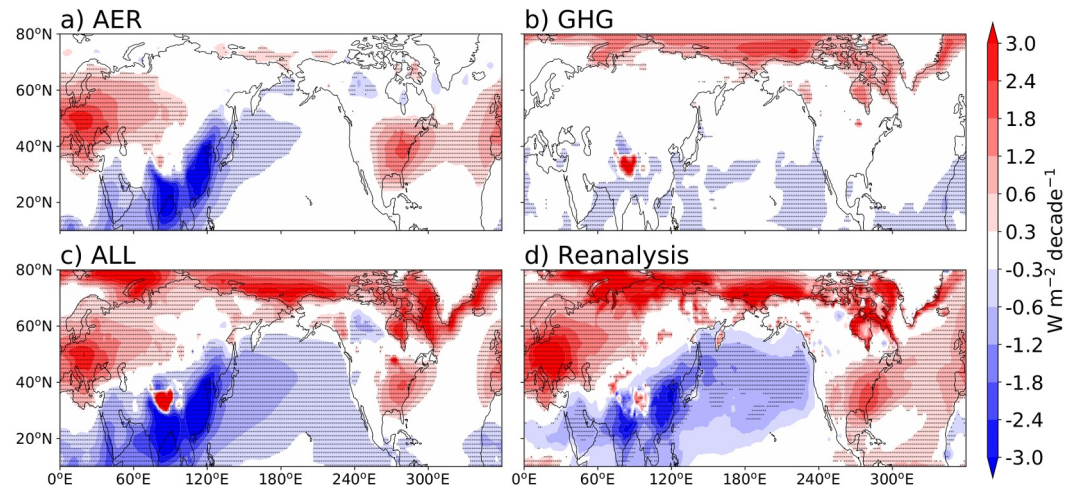 a) AER
b) GHG
80°N
60°N
40°N
20°N
c) ALL
d) Reanalysis
80°N
60°N
40°N
20°N
0°E 60°E 120°E 180°E 240°E 300°E
0°E 60°E 120°E 180°E 240°E 300°E
3.0
2.4
1.8
1.2
0.6
0.3
-0.3
-0.6
-1.2
-1.8
-2.4
-3.0
W m⁻² decade⁻¹